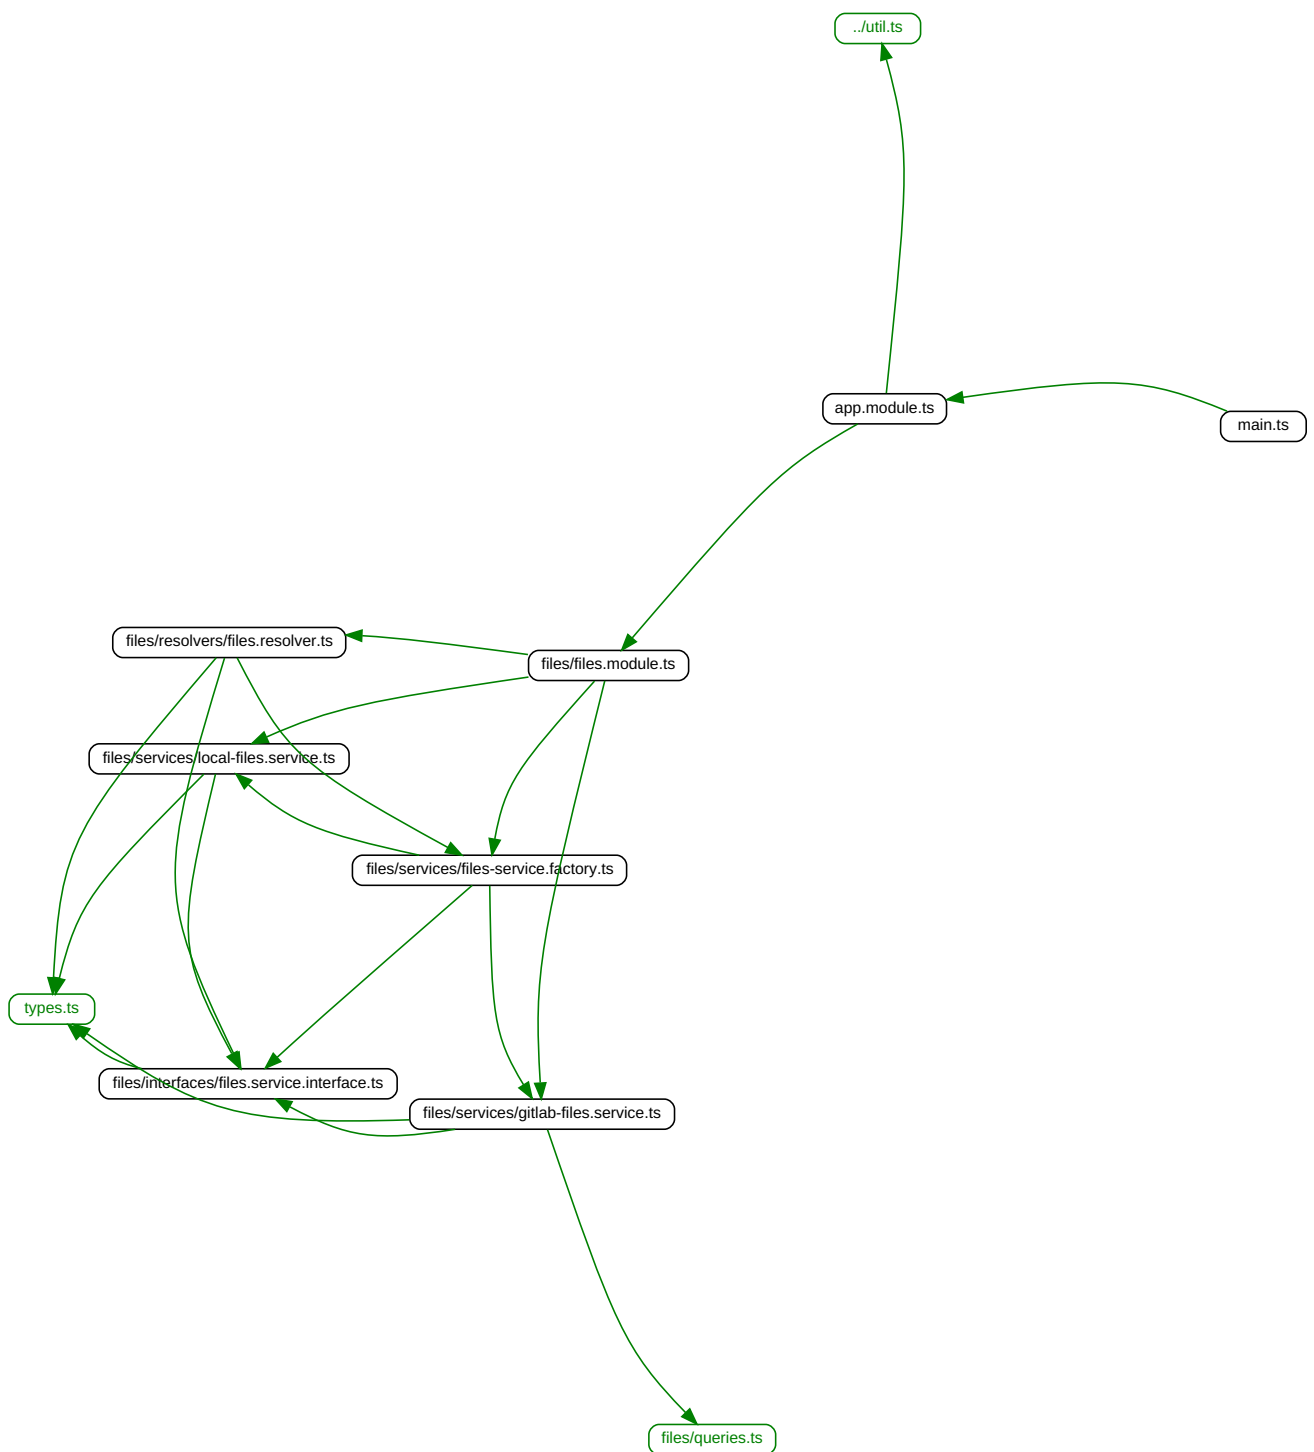 ../util.ts
app.module.ts
main.ts
files/resolvers/files.resolver.ts
files/files.module.ts
files/services/local-files.service.ts
files/services/files-service.factory.ts
types.ts
files/interfaces/files.service.interface.ts
files/services/gitlab-files.service.ts
files/queries.ts